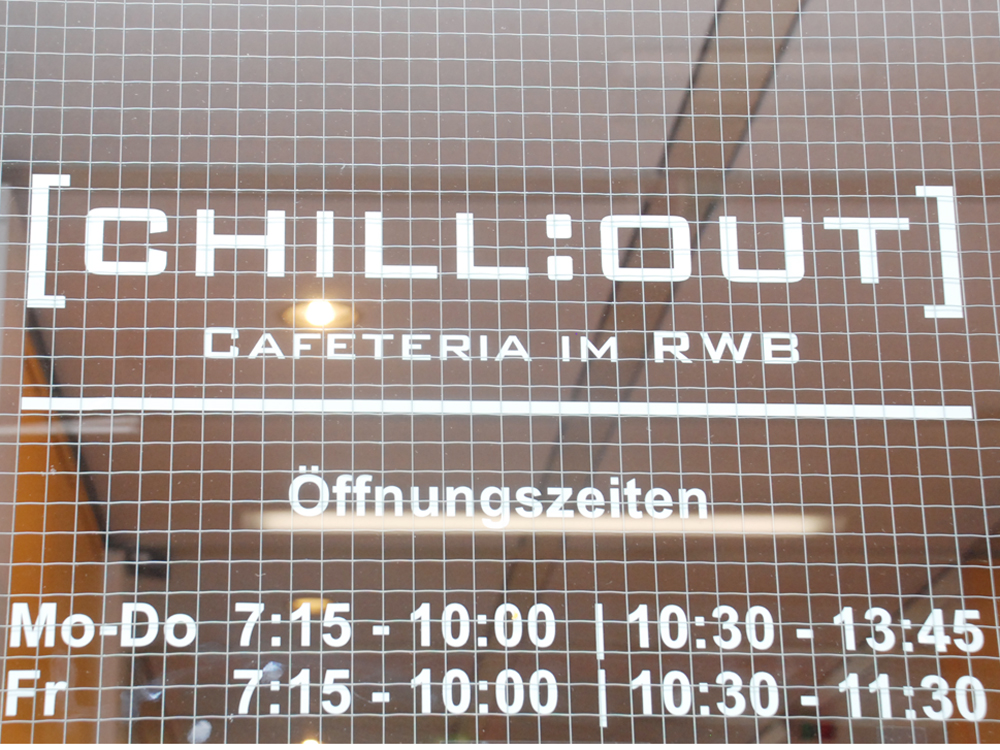 [CHILL:OUT]
CAFETERIA IM RWB
Öffnungszeiten
Mo-Do 7:15 - 10:00 | 10:30 - 13:45
Fr 7:15 - 10:00 | 10:30 - 11:30